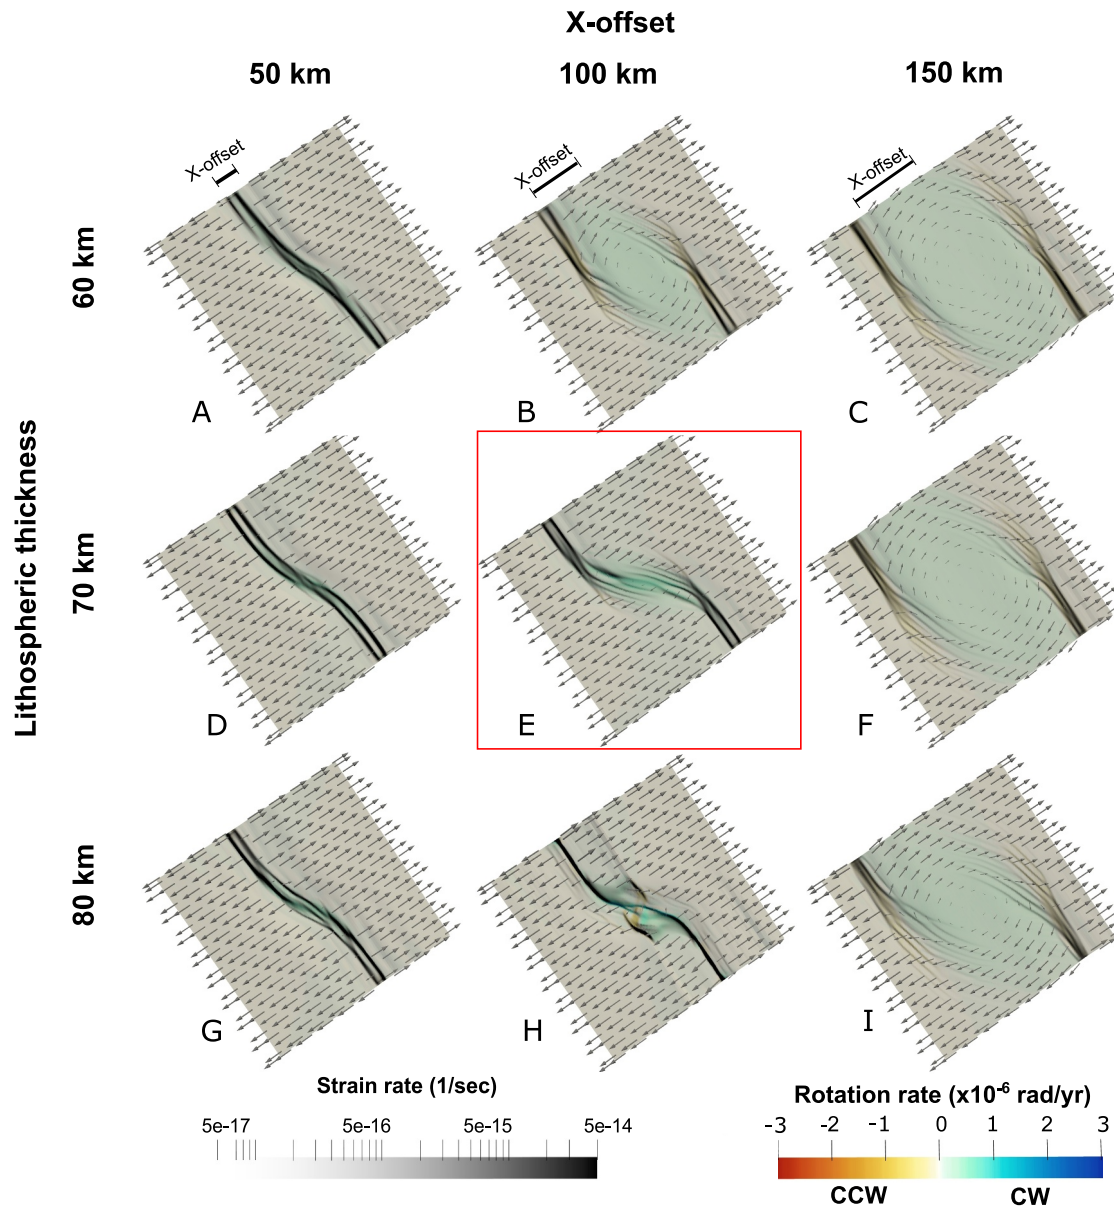 X-offset
50 km
100 km
150 km
X-offset
X-offset
X-offset
60 km
A
B
C
Lithospheric thickness
70 km
D
E
F
80 km
G
H
I
Strain rate (1/sec)
5e-17 5e-16 5e-15 5e-14
Rotation rate (x10⁻⁶ rad/yr)
-3 -2 -1 0 1 2 3
CCW CW